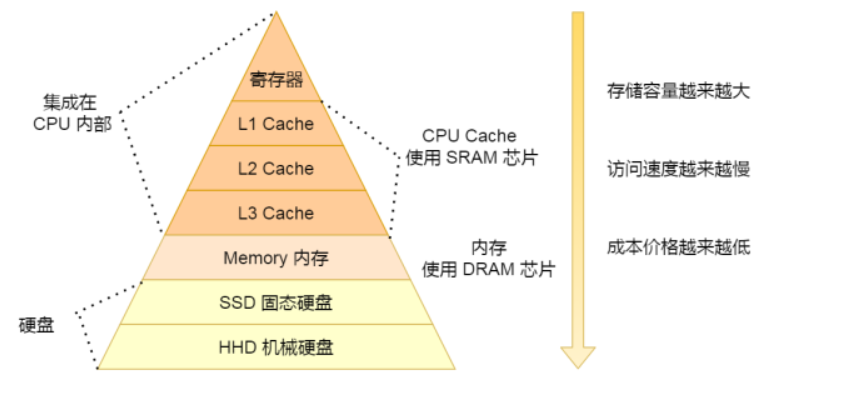 寄存器
集成在
CPU 内部
L1 Cache
L2 Cache
L3 Cache
CPU Cache
使用 SRAM 芯片
Memory 内存
内存
使用 DRAM 芯片
SSD 固态硬盘
HHD 机械硬盘
硬盘
存储容量越来越大
访问速度越来越慢
成本价格越来越低